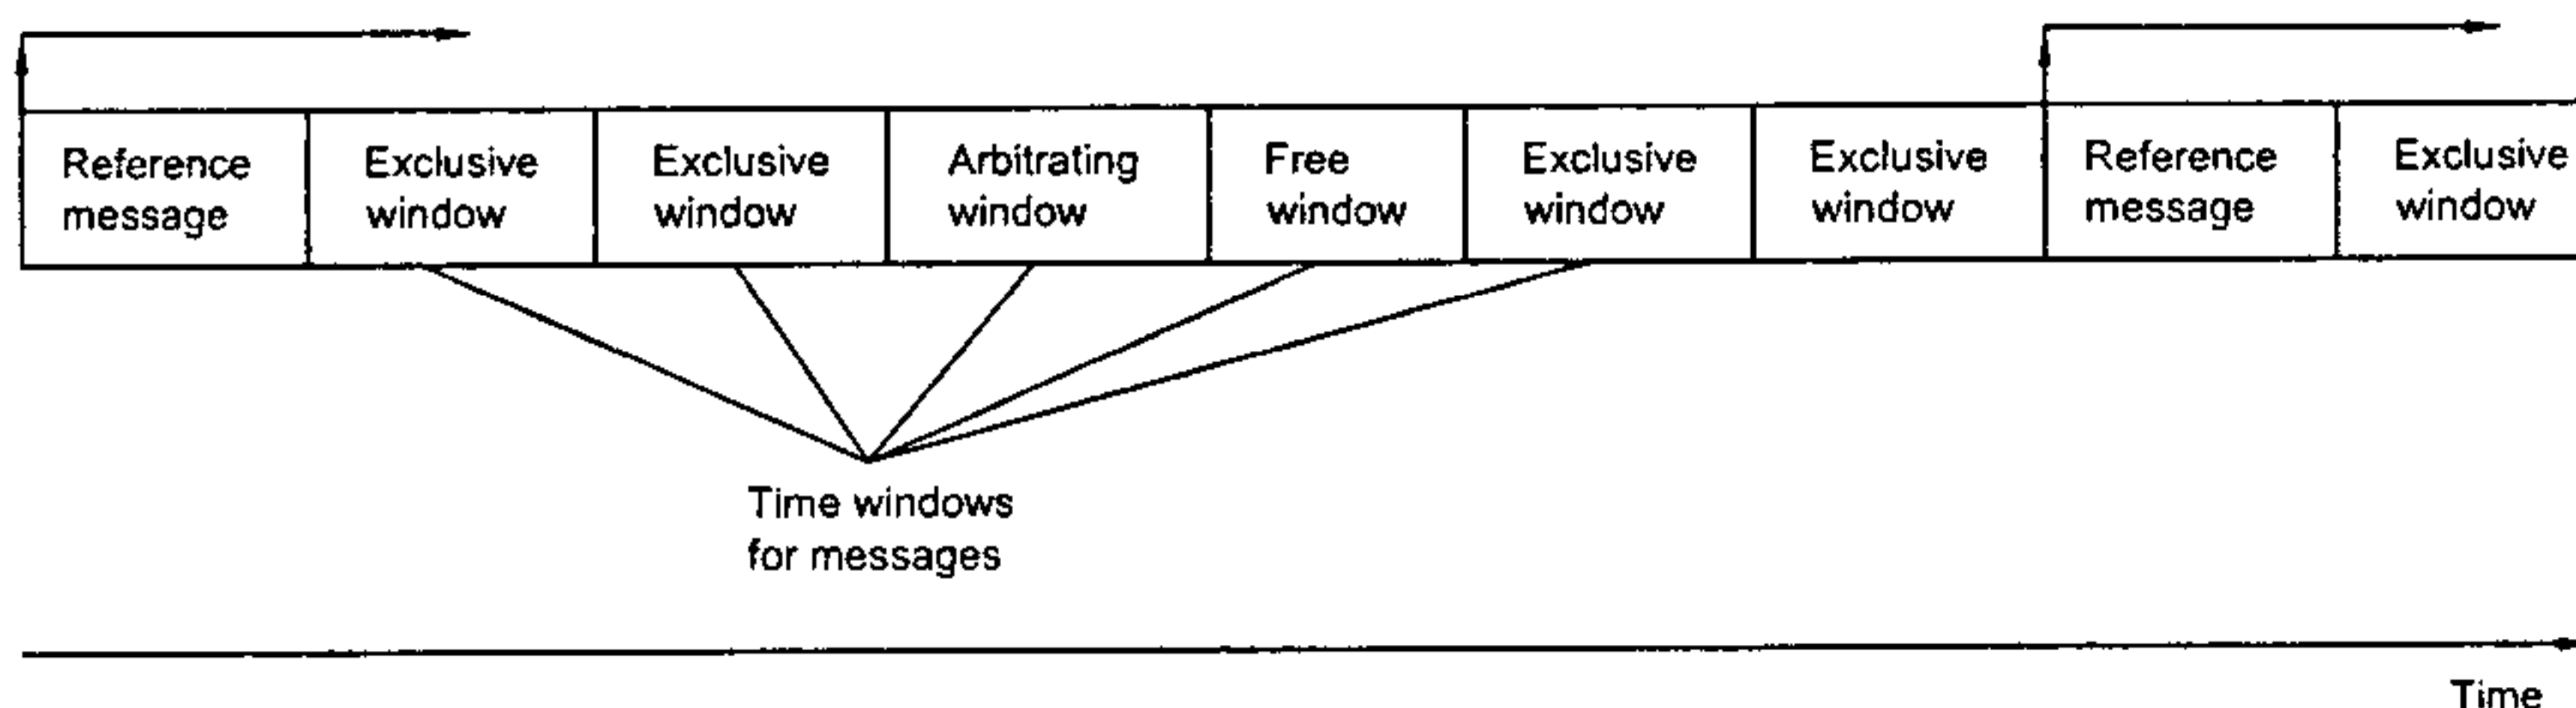 Reference
message
Exclusive
window
Exclusive
window
Arbitrating
window
Free
window
Exclusive
window
Exclusive
window
Reference
message
Exclusive
window
Time windows
for messages
Time